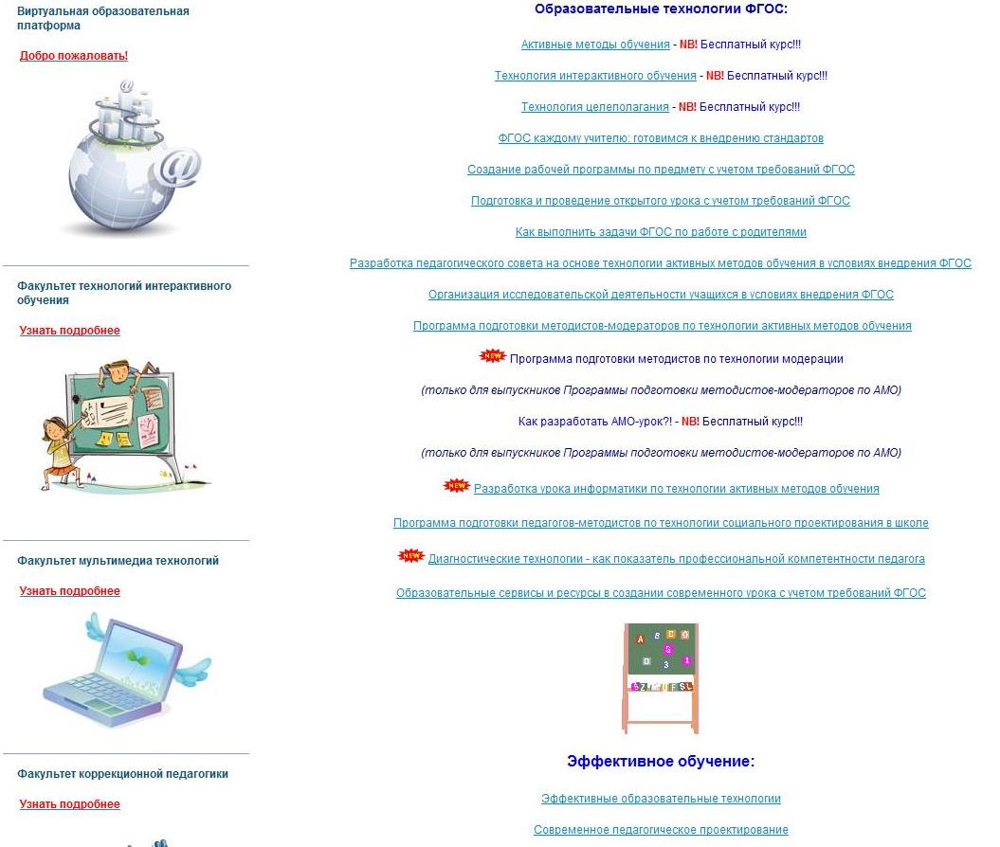 Виртуальная образовательная
платформа
Добро пожаловать!
Факультет технологий интерактивного
обучения
Узнать подробнее
Факультет мультимедиа технологий
Узнать подробнее
Факультет коррекционной педагогики
Узнать подробнее
Образовательные технологии ФГОС:
Активные методы обучения - NB! Бесплатный курс!!!
Технология интерактивного обучения - NB! Бесплатный курс!!!
Технология целеполагания - NB! Бесплатный курс!!!
ФГОС каждому учителю: готовимся к внедрению стандартов
Создание рабочей программы по предмету с учетом требований ФГОС
Подготовка и проведение открытого урока с учетом требований ФГОС
Как выполнить задачи ФГОС по работе с родителями
Разработка педагогического совета на основе технологии активных методов обучения в условиях внедрения ФГОС
Организация исследовательской деятельности учащихся в условиях внедрения ФГОС
Программа подготовки методистов-модераторов по технологии активных методов обучения
NEW Программа подготовки методистов по технологии модерации
(только для выпускников Программы подготовки методистов-модераторов по АМО)
Как разработать АМО-урок?! - NB! Бесплатный курс!!!
(только для выпускников Программы подготовки методистов-модераторов по АМО)
NEW Разработка урока информатики по технологии активных методов обучения
Программа подготовки педагогов-методистов по технологии социального проектирования в школе
NEW Диагностические технологии - как показатель профессиональной компетентности педагога
Образовательные сервисы и ресурсы в создании современного урока с учетом требований ФГОС
Эффективное обучение:
Эффективные образовательные технологии
Современное педагогическое проектирование